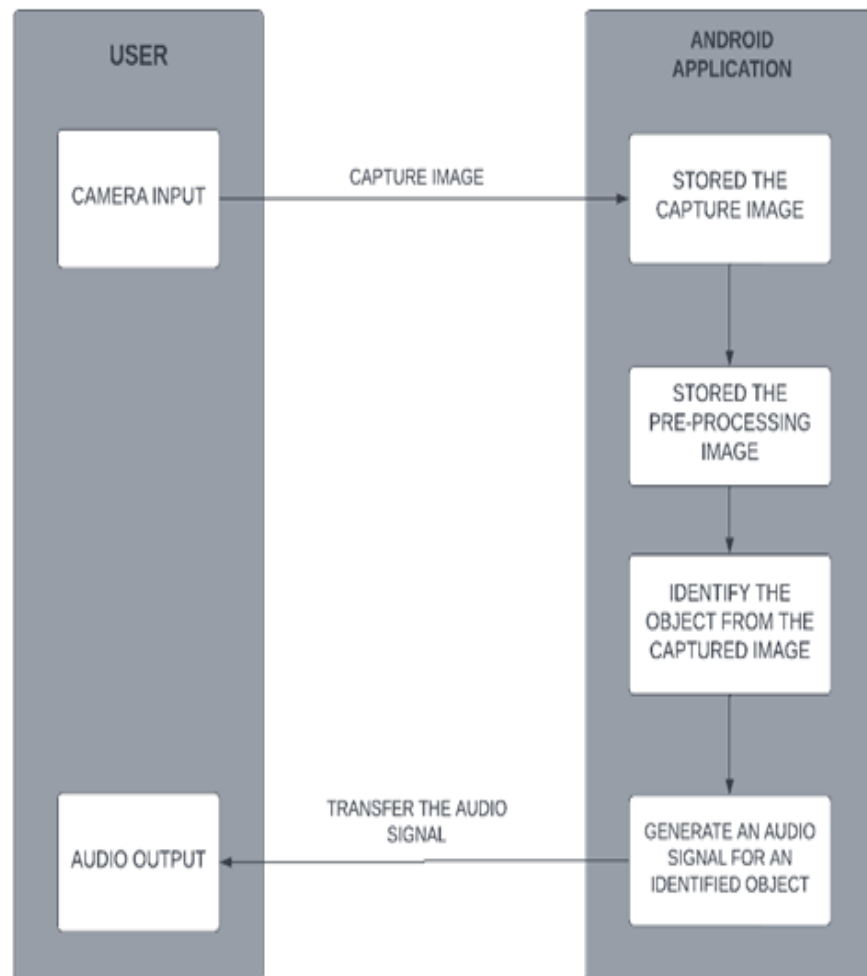 USER
ANDROID
APPLICATION
CAMERA INPUT
CAPTURE IMAGE
STORED THE
CAPTURE IMAGE
STORED THE
PRE-PROCESSING
IMAGE
IDENTIFY THE
OBJECT FROM THE
CAPTURED IMAGE
TRANSFER THE AUDIO
SIGNAL
AUDIO OUTPUT
GENERATE AN AUDIO
SIGNAL FOR AN
IDENTIFIED OBJECT